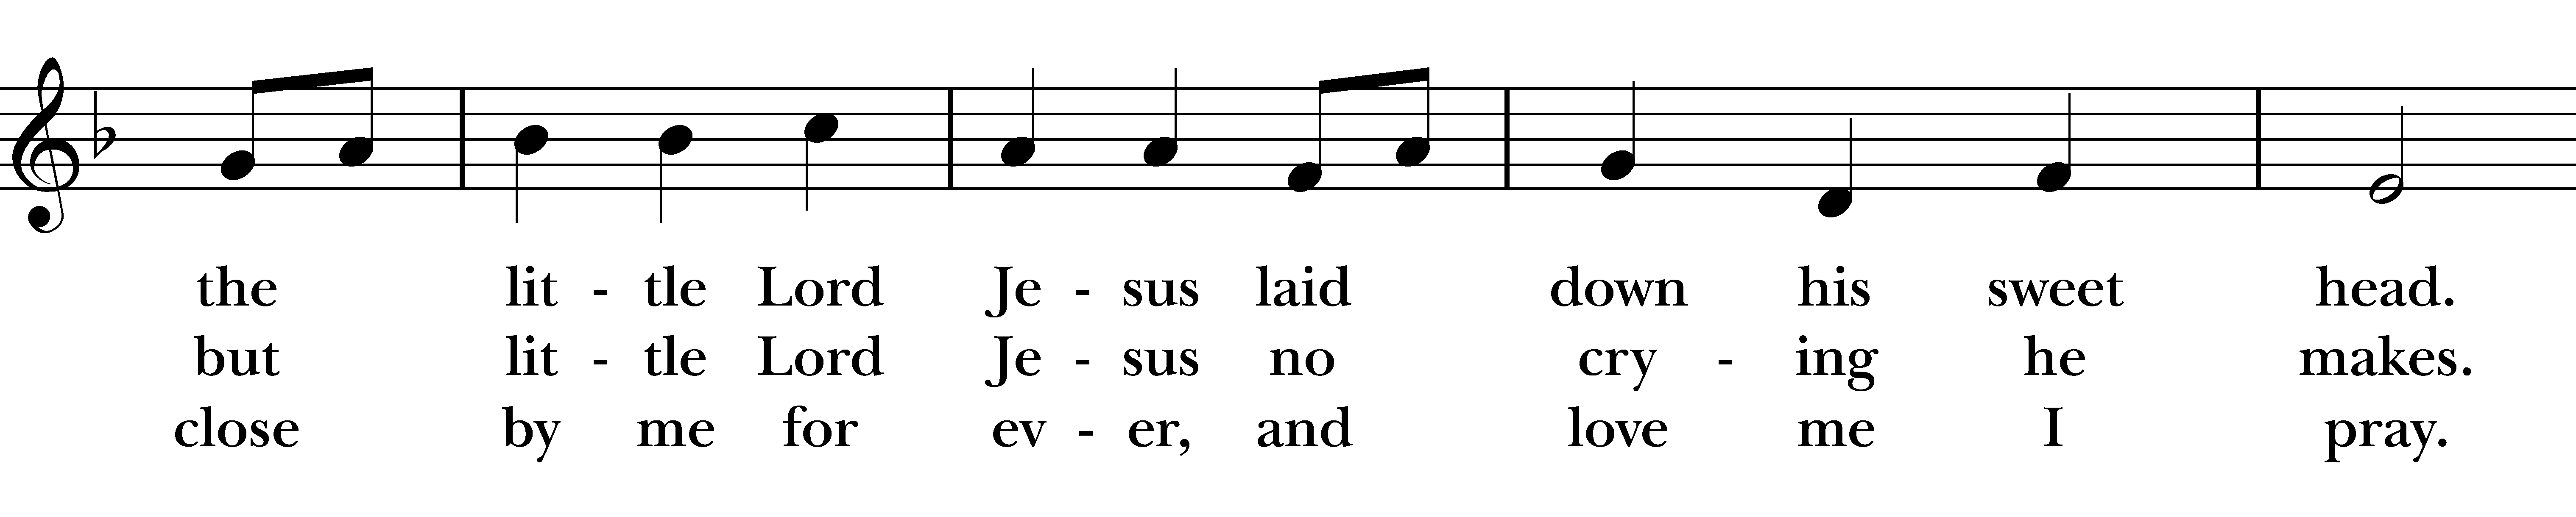 the lit - tle Lord Je - sus laid down his sweet head.
but lit - tle Lord Je - sus no cry - ing he makes.
close by me for ev - er, and love me I pray.